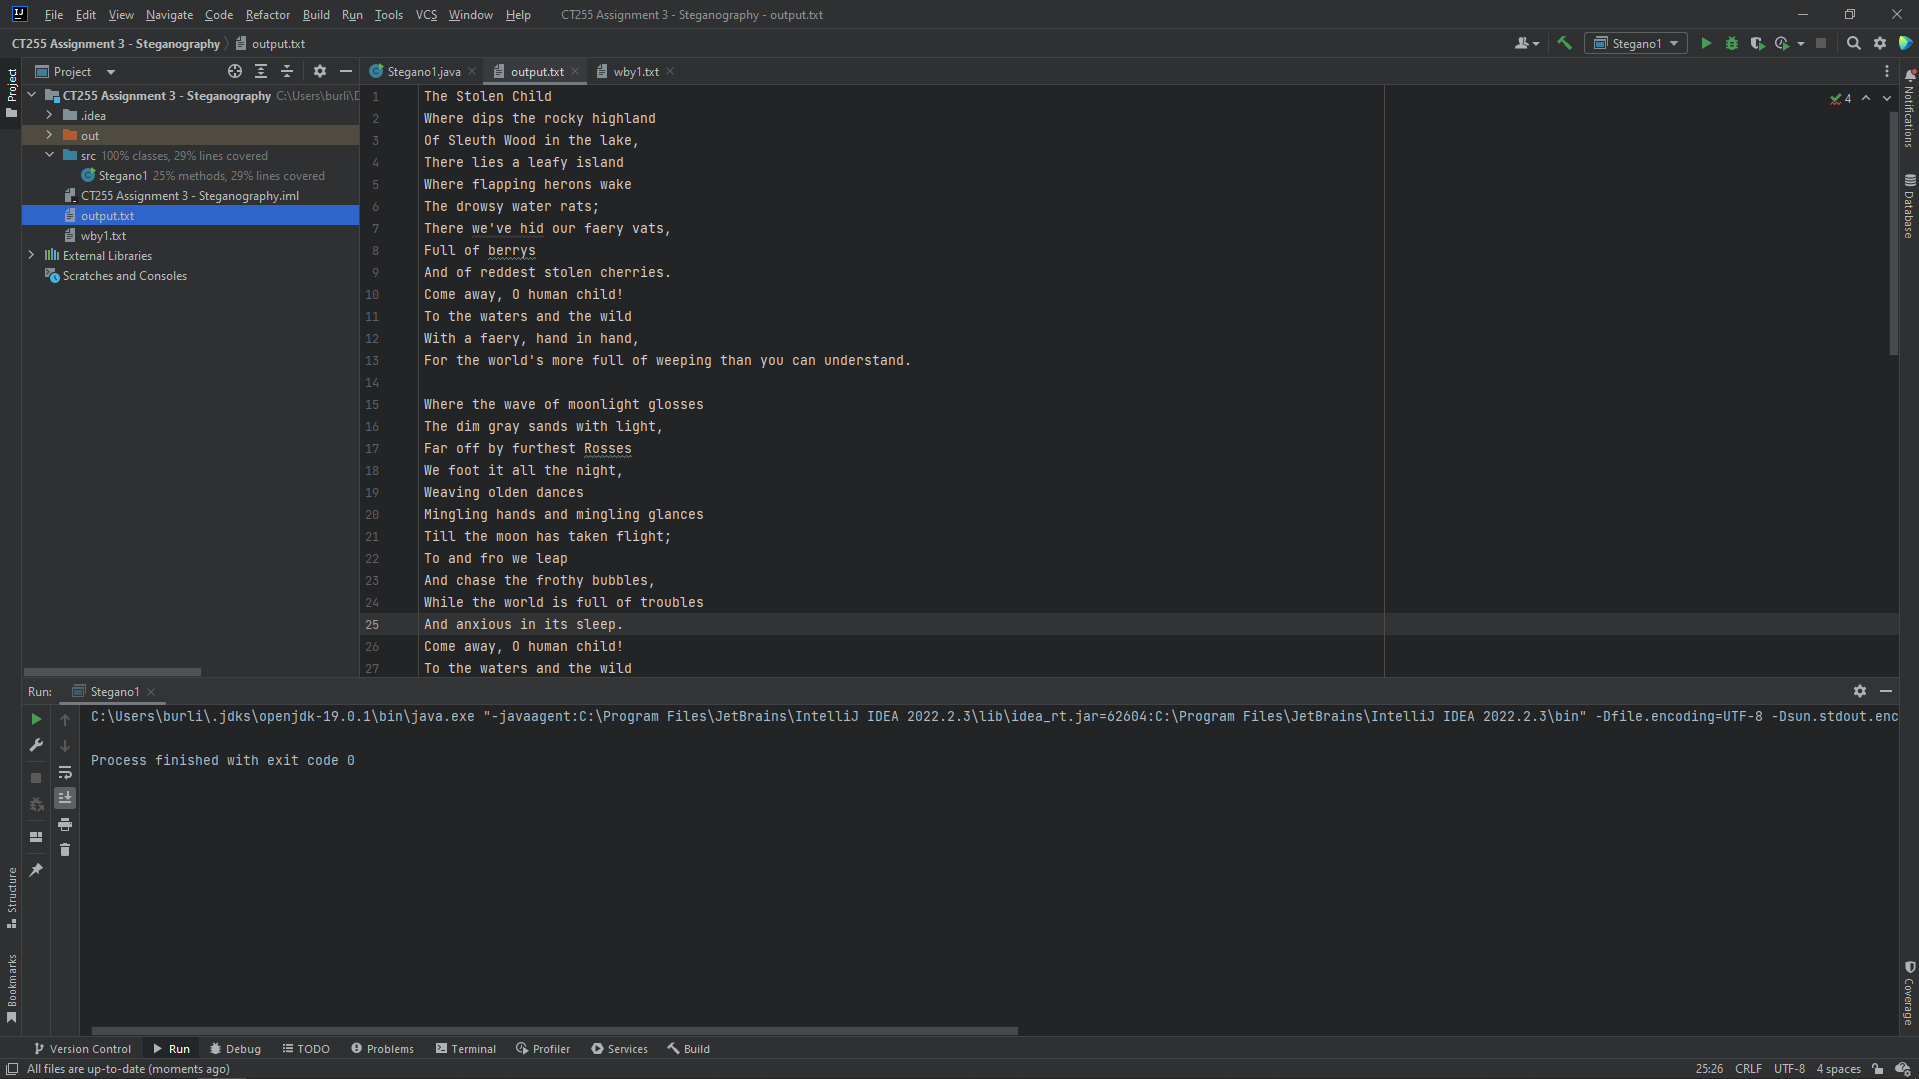 File Edit View Navigate Code Refactor Build Run Tools VCS Window Help CT255 Assignment 3 - Steganography - output.txt
CT255 Assignment 3 - Steganography output.txt
Stegano1
Project
Stegano1.java output.txt wby1.txt
CT255 Assignment 3 - Steganography C:\Users\burli\D
.idea
out
src 100% classes, 29% lines covered
Stegano1 25% methods, 29% lines covered
CT255 Assignment 3 - Steganography.iml
output.txt
wby1.txt
External Libraries
Scratches and Consoles
Project
Structure
Bookmarks
4
1 The Stolen Child
2 Where dips the rocky highland
3 Of Sleuth Wood in the lake,
4 There lies a leafy island
5 Where flapping herons wake
6 The drowsy water rats;
7 There we've hid our faery vats,
8 Full of berrys
9 And of reddest stolen cherries.
10 Come away, O human child!
11 To the waters and the wild
12 With a faery, hand in hand,
13 For the world's more full of weeping than you can understand.
14
15 Where the wave of moonlight glosses
16 The dim gray sands with light,
17 Far off by furthest Rosses
18 We foot it all the night,
19 Weaving olden dances
20 Mingling hands and mingling glances
21 Till the moon has taken flight;
22 To and fro we leap
23 And chase the frothy bubbles,
24 While the world is full of troubles
25 And anxious in its sleep.
26 Come away, O human child!
27 To the waters and the wild
Notifications
Database
Coverage
Run: Stegano1
C:\Users\burli\.jdks\openjdk-19.0.1\bin\java.exe "-javaagent:C:\Program Files\JetBrains\IntelliJ IDEA 2022.2.3\lib\idea_rt.jar=62604:C:\Program Files\JetBrains\IntelliJ IDEA 2022.2.3\bin" -Dfile.encoding=UTF-8 -Dsun.stdout.enc
Process finished with exit code 0
Version Control Run Debug TODO Problems Terminal Profiler Services Build
All files are up-to-date (moments ago) 25:26 CRLF UTF-8 4 spaces